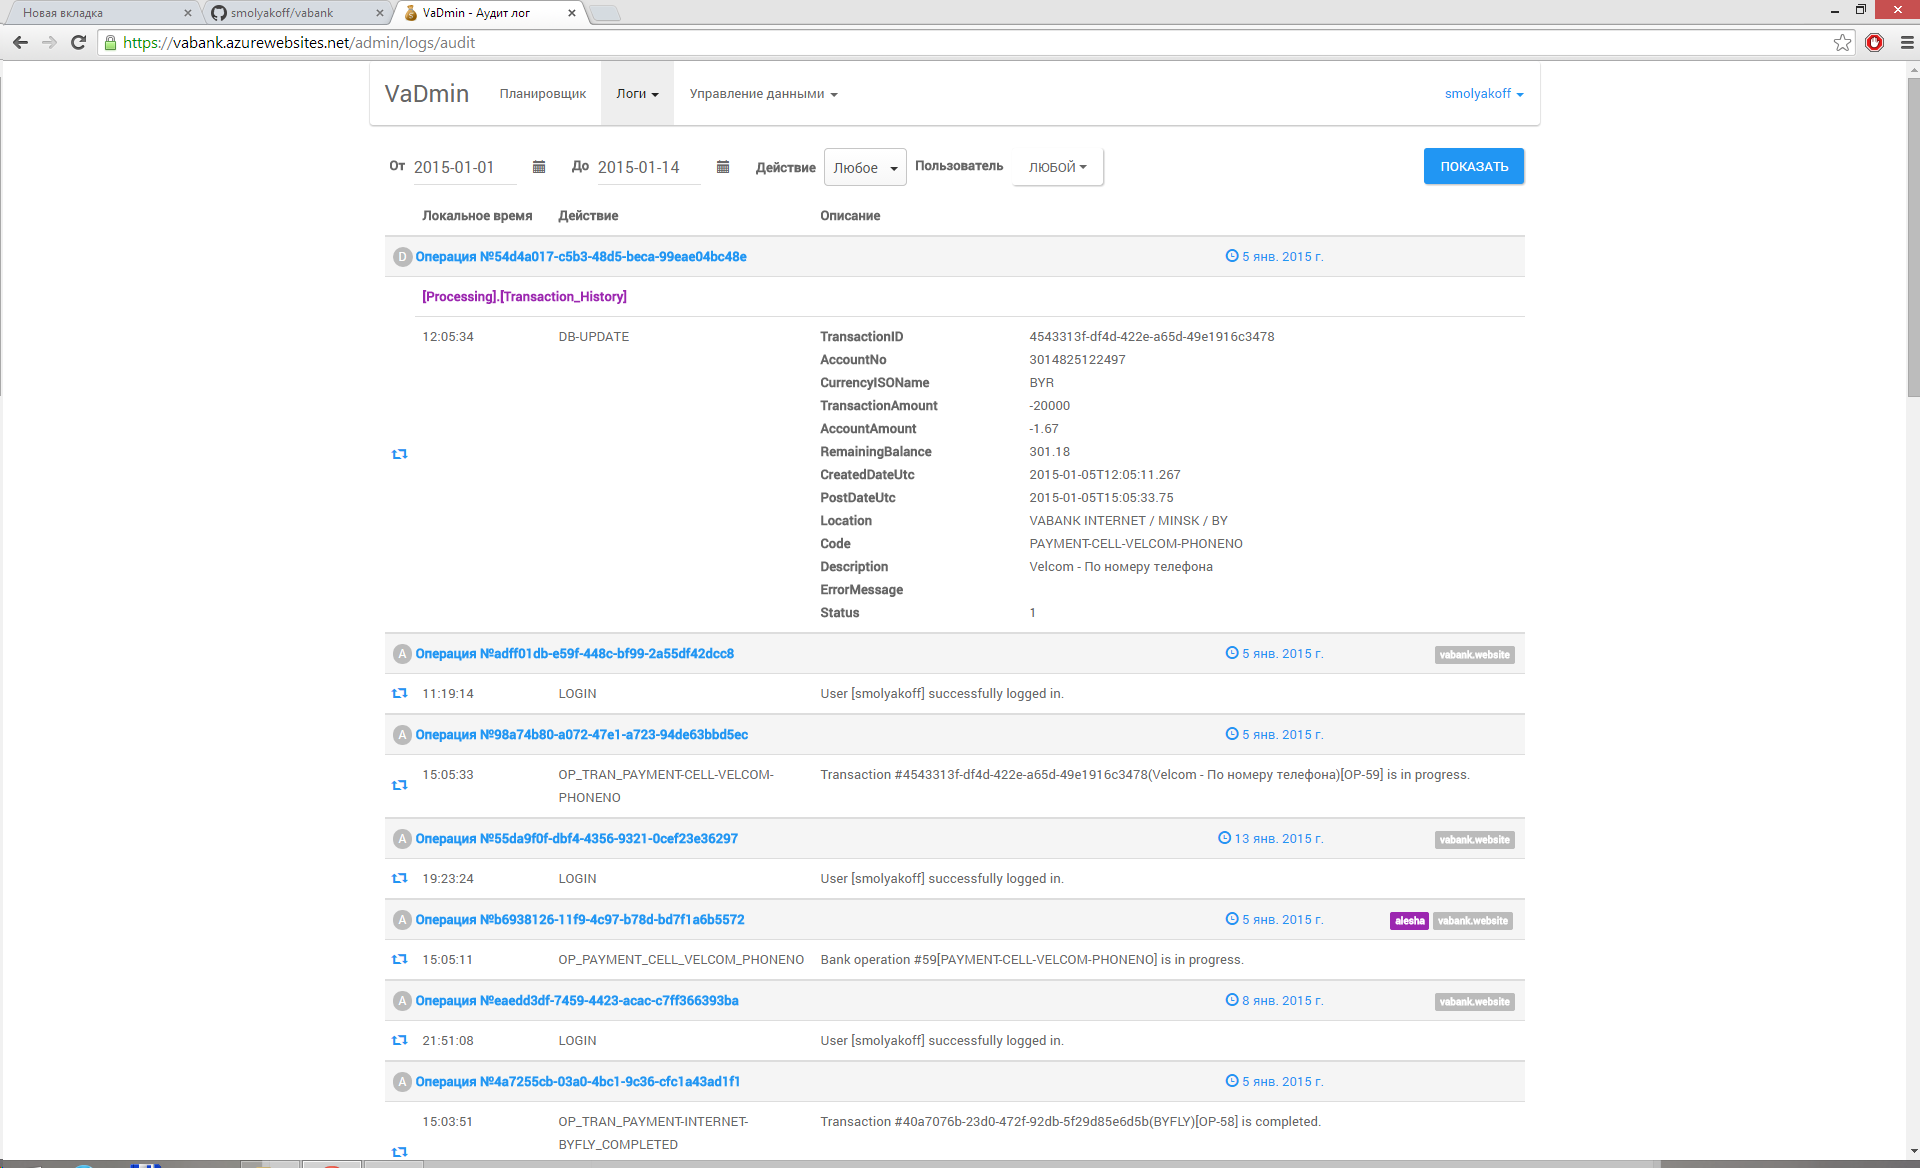 Новая вкладка
smolyakoff/vabank
VaDmin - Аудит лог
https://vabank.azurewebsites.net/admin/logs/audit
VaDmin Планировщик Логи Управление данными smolyakoff
От 2015-01-01 До 2015-01-14 Действие Любое Пользователь ЛЮБОЙ ПОКАЗАТЬ
Локальное время Действие Описание
D Операция №54d4a017-c5b3-48d5-beca-99eae04bc48e 5 янв. 2015 г.
[Processing].[Transaction_History]
12:05:34 DB-UPDATE TransactionID 4543313f-df4d-422e-a65d-49e1916c3478
AccountNo 3014825122497
CurrencyISOName BYR
TransactionAmount -20000
AccountAmount -1.67
RemainingBalance 301.18
CreatedDateUtc 2015-01-05T12:05:11.267
PostDateUtc 2015-01-05T15:05:33.75
Location VABANK INTERNET / MINSK / BY
Code PAYMENT-CELL-VELCOM-PHONENO
Description Velcom - По номеру телефона
ErrorMessage
Status 1
A Операция №adff01db-e59f-448c-bf99-2a55df42dcc8 5 янв. 2015 г. vabank.website
11:19:14 LOGIN User [smolyakoff] successfully logged in.
A Операция №98a74b80-a072-47e1-a723-94de63bbd5ec 5 янв. 2015 г.
15:05:33 OP_TRAN_PAYMENT-CELL-VELCOM- Transaction #4543313f-df4d-422e-a65d-49e1916c3478(Velcom - По номеру телефона)[OP-59] is in progress.
PHONENO
A Операция №55da9f0f-dbf4-4356-9321-0cef23e36297 13 янв. 2015 г. vabank.website
19:23:24 LOGIN User [smolyakoff] successfully logged in.
A Операция №b6938126-11f9-4c97-b78d-bd7f1a6b5572 5 янв. 2015 г. alesha vabank.website
15:05:11 OP_PAYMENT_CELL_VELCOM_PHONENO Bank operation #59[PAYMENT-CELL-VELCOM-PHONENO] is in progress.
A Операция №eaedd3df-7459-4423-acac-c7ff366393ba 8 янв. 2015 г. vabank.website
21:51:08 LOGIN User [smolyakoff] successfully logged in.
A Операция №4a7255cb-03a0-4bc1-9c36-cfc1a43ad1f1 5 янв. 2015 г.
15:03:51 OP_TRAN_PAYMENT-INTERNET- Transaction #40a7076b-23d0-472f-92db-5f29d85e6d5b(BYFLY)[OP-58] is completed.
BYFLY_COMPLETED